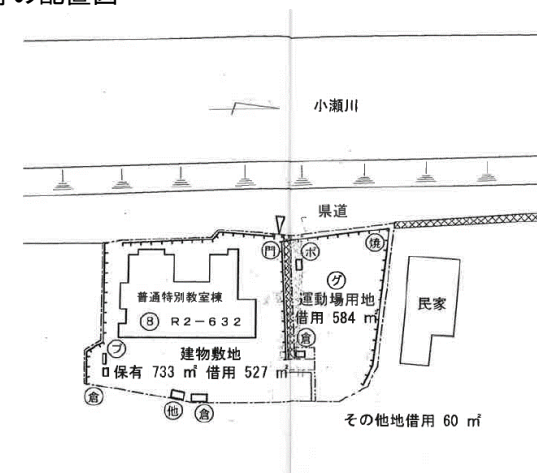 小瀬川
県道
門
ポ
焼
グ
運動場用地
借用 584 ㎡
普通特別教室棟
⑧ R2-632
民家
倉
プ
建物敷地
保有 733 ㎡ 借用 527 ㎡
倉
他
倉
その他地借用 60 ㎡